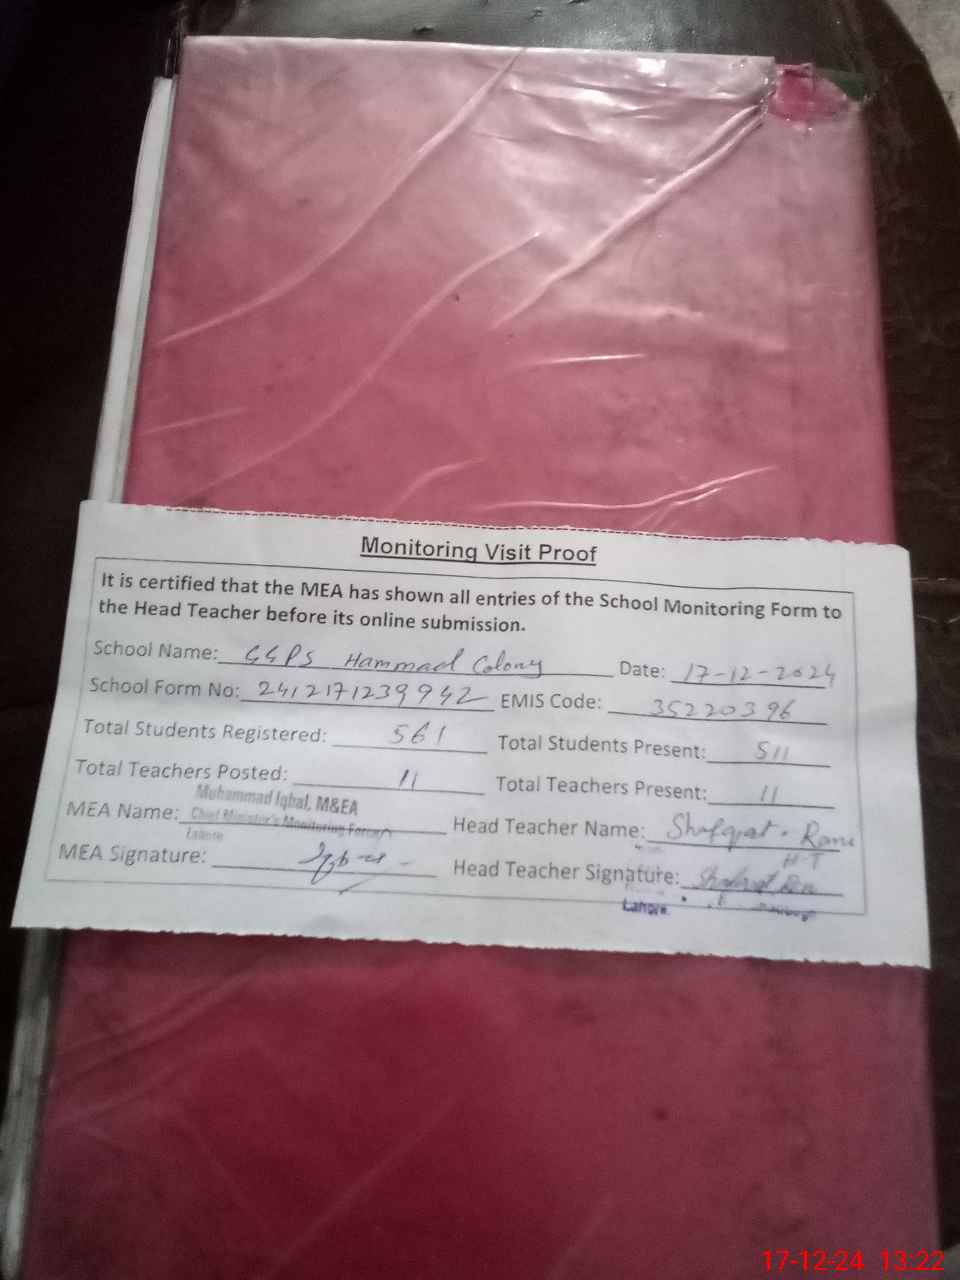 Monitoring Visit Proof
It is certified that the MEA has shown all entries of the School Monitoring Form to
the Head Teacher before its online submission.
School Name: GGPS Hammad Colony Date: 17-12-2024
School Form No: 2412171239942 EMIS Code: 35220396
Total Students Registered: 561 Total Students Present: 511
Total Teachers Posted: 11 Total Teachers Present: 11
Muhammad Iqbal, M&EA
MEA Name: Chief Minister's Monitoring Force Head Teacher Name: Shafqat Rana
Lahore H-T
MEA Signature: Head Teacher Signature:
Lahore.
17-12-24 13:22